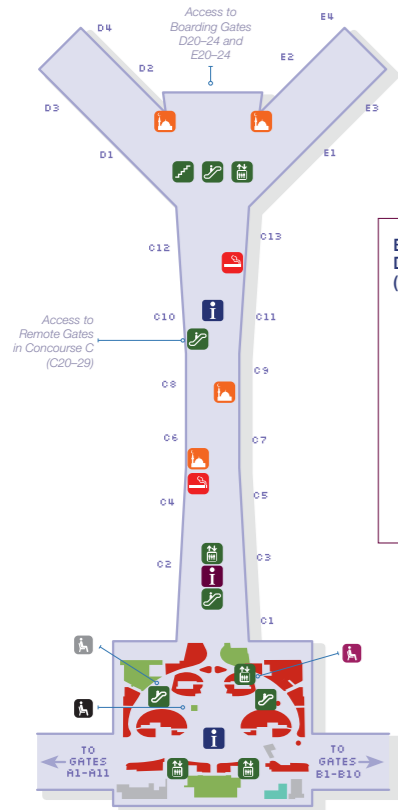 Access to
Boarding Gates
D20–24 and
E20–24
D4
E4
D2
E2
D3
E3
D1
E1
C12
C13
Access to
Remote Gates
in Concourse C
(C20–29)
C10
C11
C8
C9
C6
C7
C4
C5
C2
C3
C1
TO
GATES
A1–A11
TO
GATES
B1–B10
i
i
i
E
D
(